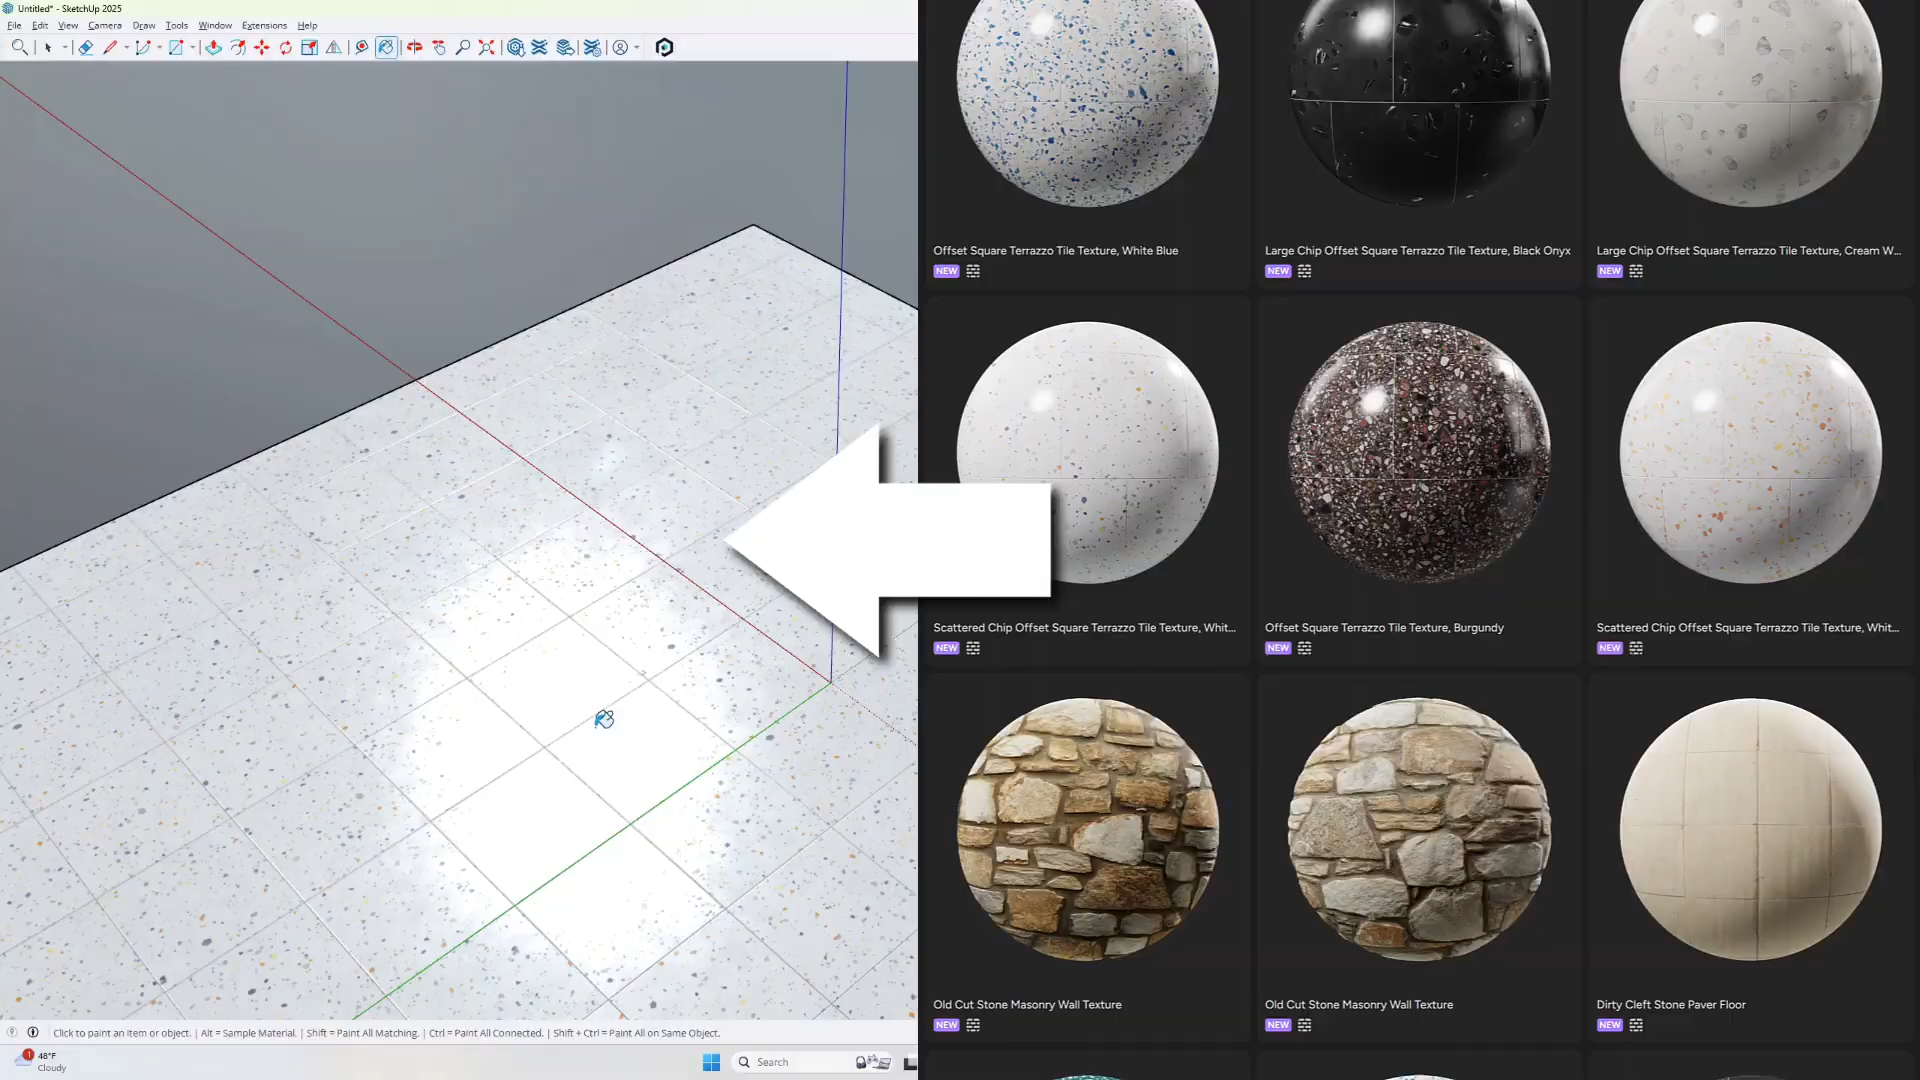 Untitled* - SketchUp 2025
File Edit View Camera Draw Tools Window Extensions Help
Offset Square Terrazzo Tile Texture, White Blue
NEW
Large Chip Offset Square Terrazzo Tile Texture, Black Onyx
NEW
Large Chip Offset Square Terrazzo Tile Texture, Cream W...
NEW
Scattered Chip Offset Square Terrazzo Tile Texture, Whit...
NEW
Offset Square Terrazzo Tile Texture, Burgundy
NEW
Scattered Chip Offset Square Terrazzo Tile Texture, Whit...
NEW
Old Cut Stone Masonry Wall Texture
NEW
Old Cut Stone Masonry Wall Texture
NEW
Dirty Cleft Stone Paver Floor
NEW
Click to paint an item or object. | Alt = Sample Material. | Shift = Paint All Matching. | Ctrl = Paint All Connected. | Shift + Ctrl = Paint All on Same Object.
1
48°F
Cloudy
Search